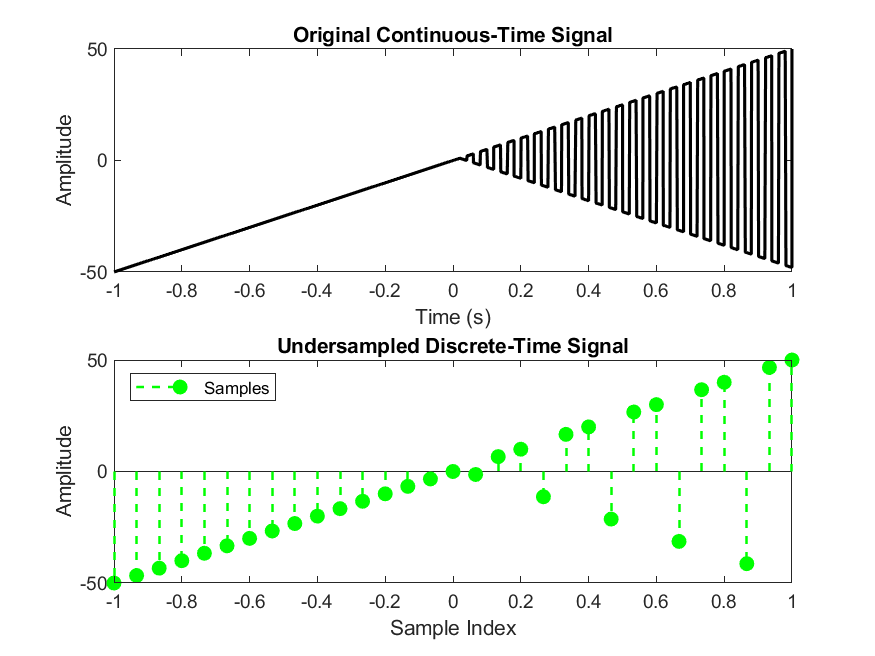 Original Continuous-Time Signal
50
0
-50
Amplitude
-1 -0.8 -0.6 -0.4 -0.2 0 0.2 0.4 0.6 0.8 1
Time (s)
Undersampled Discrete-Time Signal
50
0
-50
Amplitude
Samples
-1 -0.8 -0.6 -0.4 -0.2 0 0.2 0.4 0.6 0.8 1
Sample Index